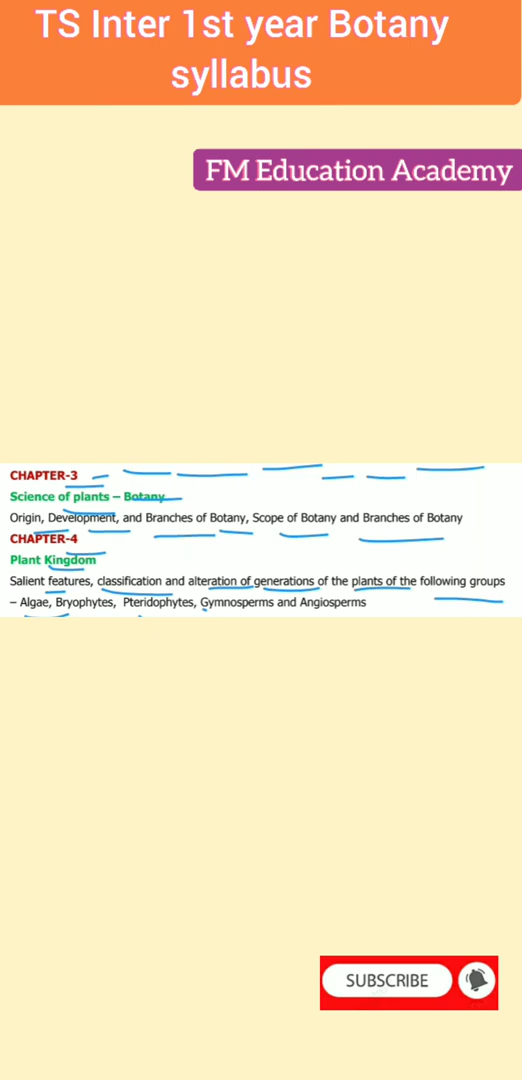 TS Inter 1st year Botany
syllabus
FM Education Academy
CHAPTER-3
Science of plants – Botany
Origin, Development, and Branches of Botany, Scope of Botany and Branches of Botany
CHAPTER-4
Plant Kingdom
Salient features, classification and alteration of generations of the plants of the following groups
– Algae, Bryophytes, Pteridophytes, Gymnosperms and Angiosperms
SUBSCRIBE